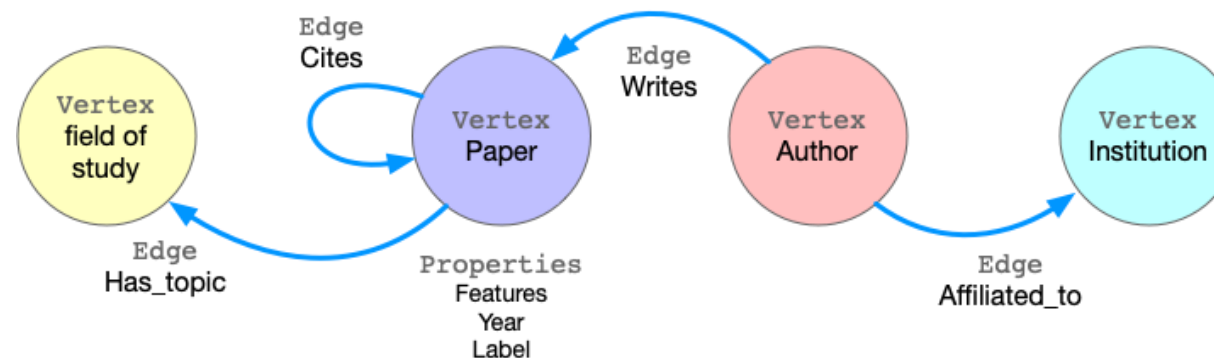 Edge
Cites
Edge
Writes
Vertex
field of
study
Vertex
Paper
Vertex
Author
Vertex
Institution
Edge
Has_topic
Properties
Features
Year
Label
Edge
Affiliated_to